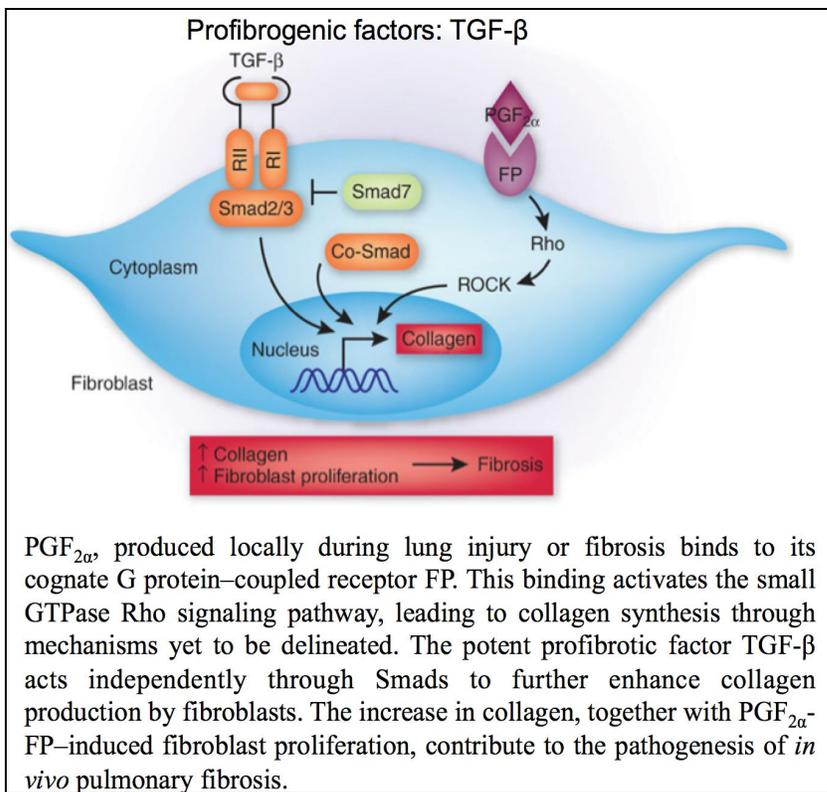 Profibrogenic factors: TGF-β
TGF-β
PGF2α
RII
RI
FP
Smad2/3
Smad7
Co-Smad
Rho
Cytoplasm
ROCK
Nucleus
Collagen
Fibroblast
↑ Collagen
↑ Fibroblast proliferation → Fibrosis
PGF2α, produced locally during lung injury or fibrosis binds to its
cognate G protein–coupled receptor FP. This binding activates the small
GTPase Rho signaling pathway, leading to collagen synthesis through
mechanisms yet to be delineated. The potent profibrotic factor TGF-β
acts independently through Smads to further enhance collagen
production by fibroblasts. The increase in collagen, together with PGF2α-
FP–induced fibroblast proliferation, contribute to the pathogenesis of in
vivo pulmonary fibrosis.